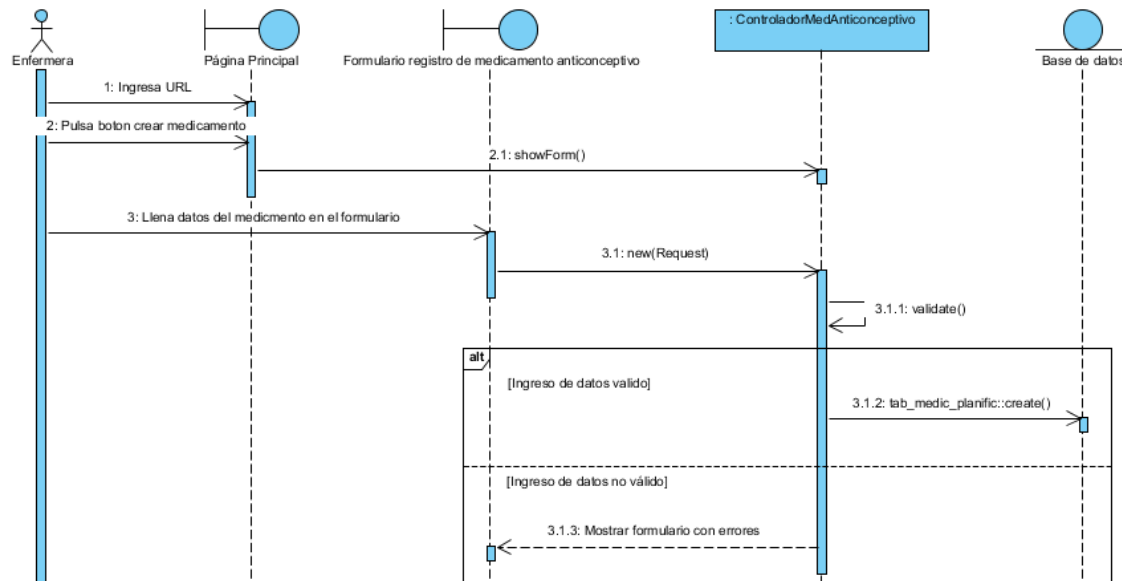 : ControladorMedAnticonceptivo
Enfermera
Página Principal
Formulario registro de medicamento anticonceptivo
Base de datos
1: Ingresa URL
2: Pulsa boton crear medicamento
2.1: showForm()
3: Llena datos del medicmento en el formulario
3.1: new(Request)
3.1.1: validate()
alt
[Ingreso de datos valido]
3.1.2: tab_medic_planific::create()
[Ingreso de datos no válido]
3.1.3: Mostrar formulario con errores